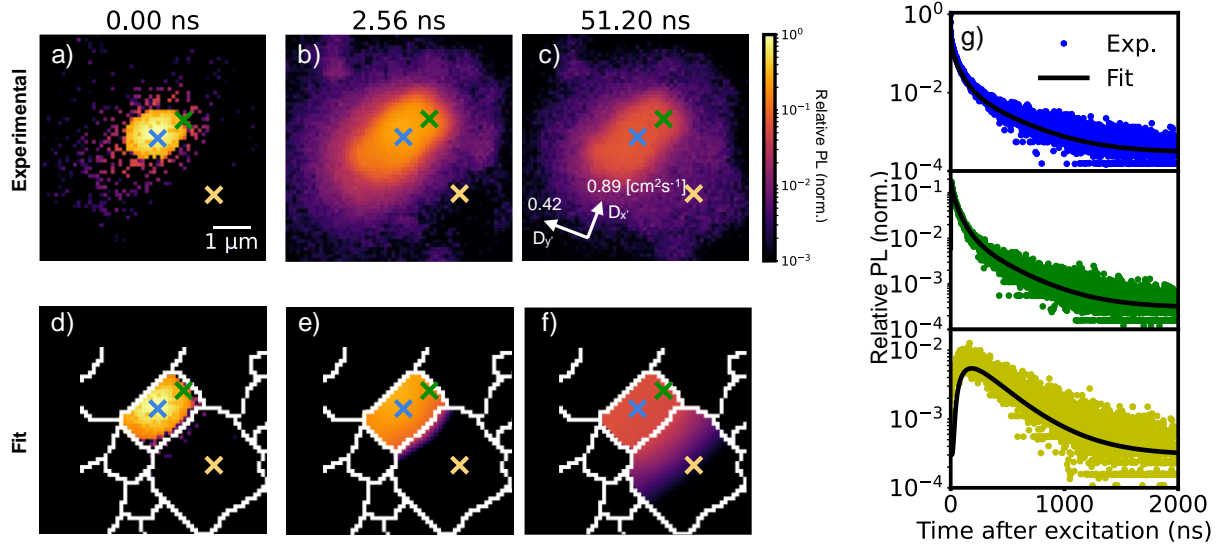 0.00 ns
2.56 ns
51.20 ns
Experimental
a)
b)
c)
1 μm
0.89 [cm²s⁻¹]
0.42
Dx'
Dy'
10⁰
10⁻¹
10⁻²
10⁻³
Relative PL (norm.)
Fit
d)
e)
f)
g)
Exp.
Fit
10⁰
10⁻²
10⁻⁴
10⁻¹
10⁻²
10⁻³
10⁻⁴
10⁻²
10⁻³
10⁻⁴
Relative PL (norm.)
0
1000
2000
Time after excitation (ns)